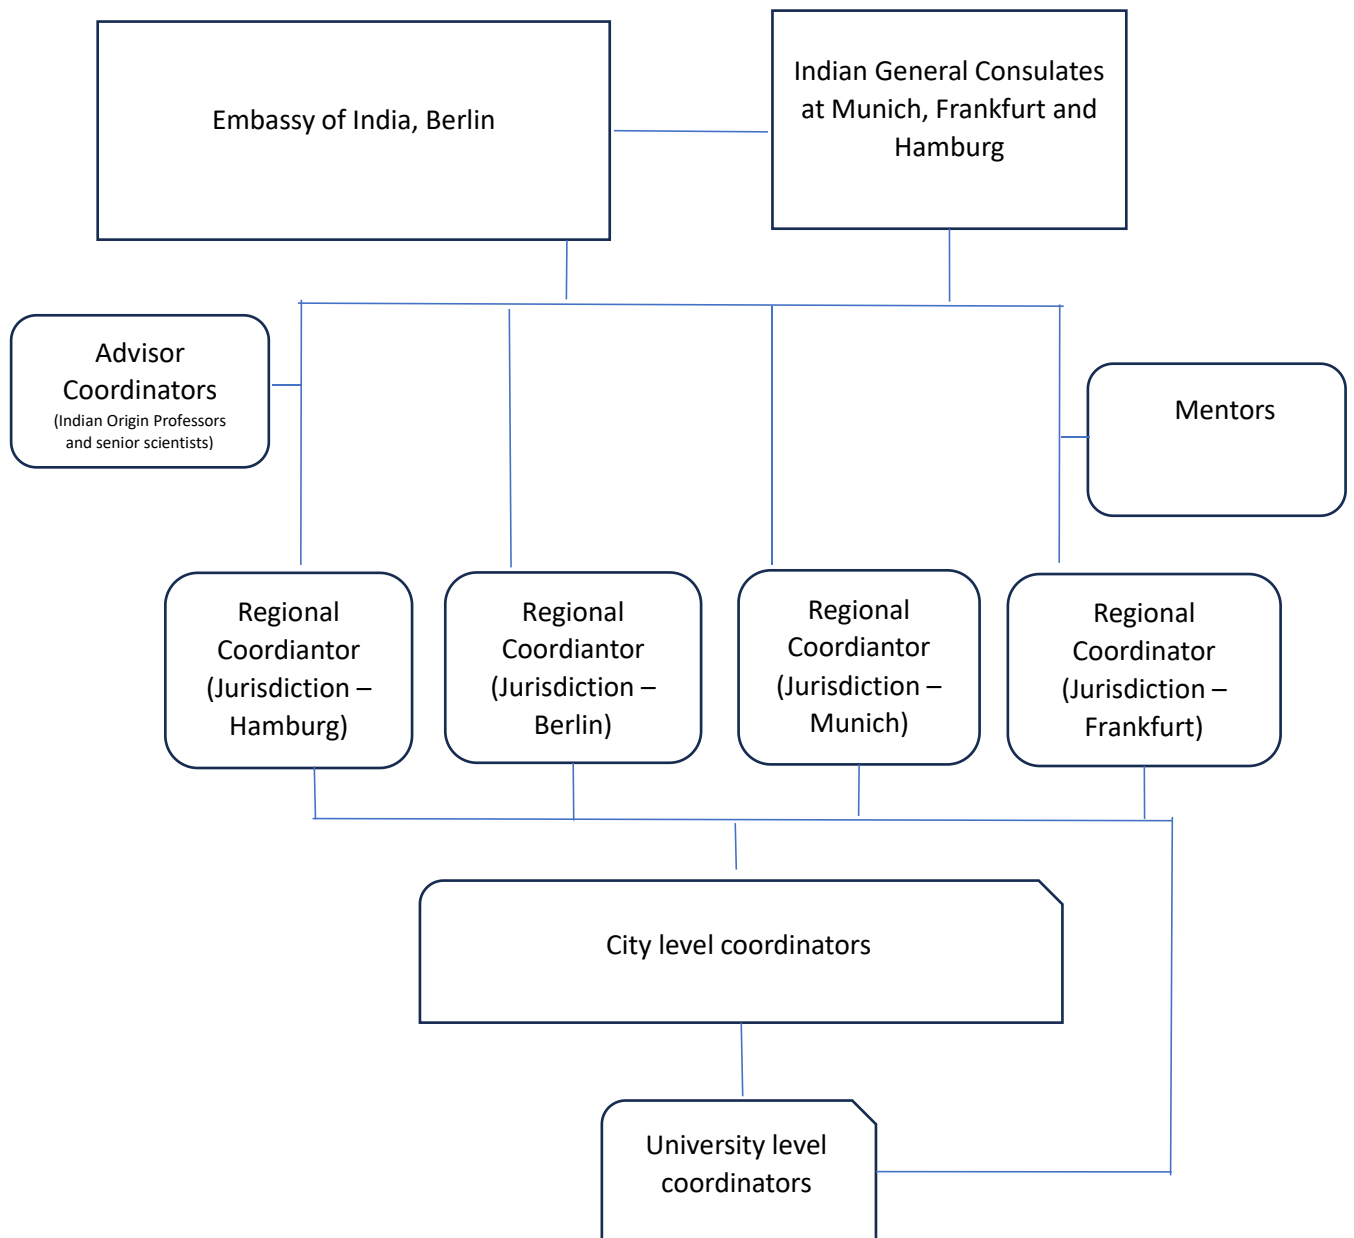 Embassy of India, Berlin
Indian General Consulates
at Munich, Frankfurt and
Hamburg
Advisor
Coordinators
(Indian Origin Professors
and senior scientists)
Mentors
Regional
Coordiantor
(Jurisdiction –
Hamburg)
Regional
Coordiantor
(Jurisdiction –
Berlin)
Regional
Coordiantor
(Jurisdiction –
Munich)
Regional
Coordinator
(Jurisdiction –
Frankfurt)
City level coordinators
University level
coordinators